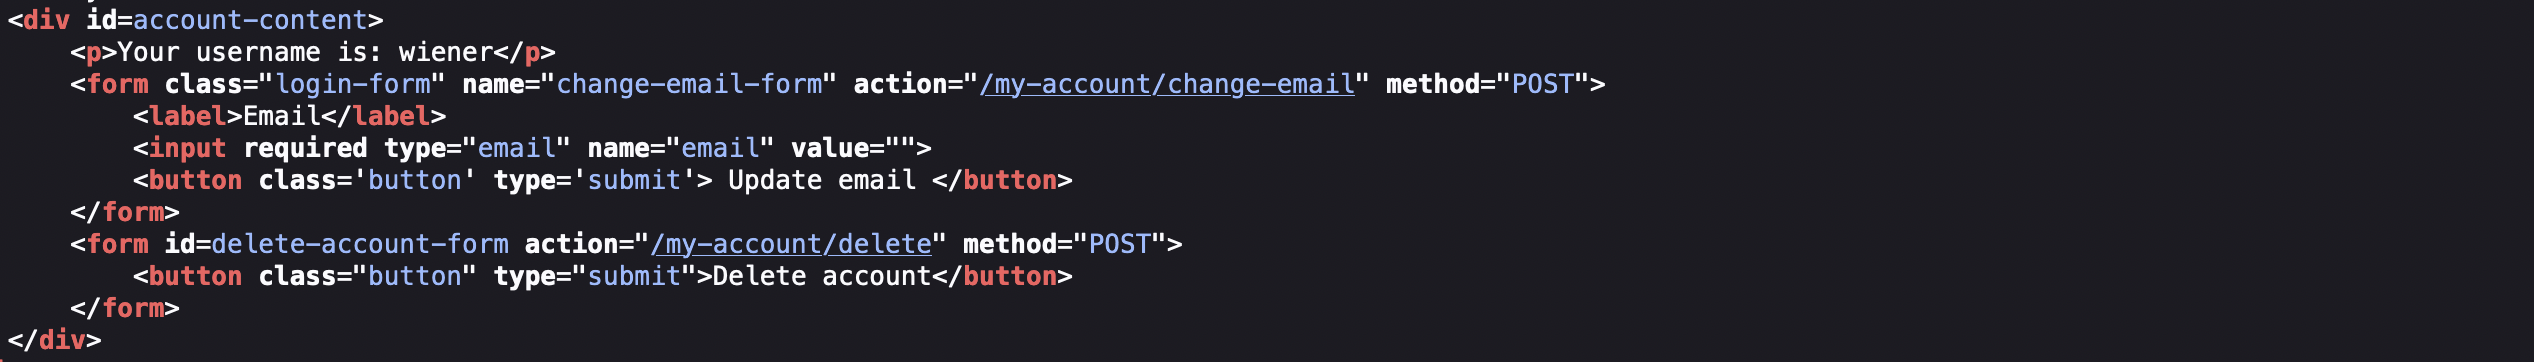 <div id=account-content>
<p>Your username is: wiener</p>
<form class="login-form" name="change-email-form" action="/my-account/change-email" method="POST">
<label>Email</label>
<input required type="email" name="email" value="">
<button class='button' type='submit'> Update email </button>
</form>
<form id=delete-account-form action="/my-account/delete" method="POST">
<button class="button" type="submit">Delete account</button>
</form>
</div>